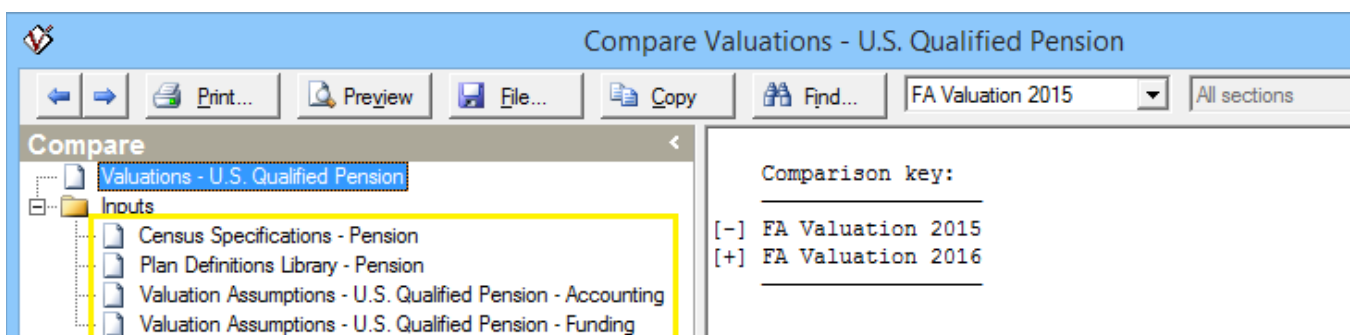 Compare Valuations - U.S. Qualified Pension
Print... Preview File... Copy Find... FA Valuation 2015 All sections
Compare
Valuations - U.S. Qualified Pension
Inputs
Census Specifications - Pension
Plan Definitions Library - Pension
Valuation Assumptions - U.S. Qualified Pension - Accounting
Valuation Assumptions - U.S. Qualified Pension - Funding
Comparison key:
[-] FA Valuation 2015
[+] FA Valuation 2016